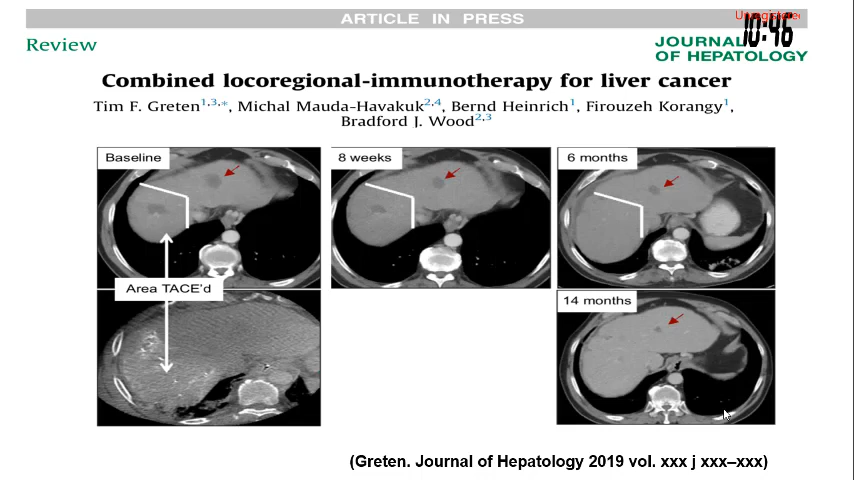 ARTICLE IN PRESS
Review
10:46
JOURNAL
OF HEPATOLOGY
Combined locoregional-immunotherapy for liver cancer
Tim F. Greten1,3,*, Michal Mauda-Havakuk2,4, Bernd Heinrich1, Firouzeh Korangy1,
Bradford J. Wood2,3
Baseline
8 weeks
6 months
Area TACE'd
14 months
(Greten. Journal of Hepatology 2019 vol. xxx j xxx–xxx)